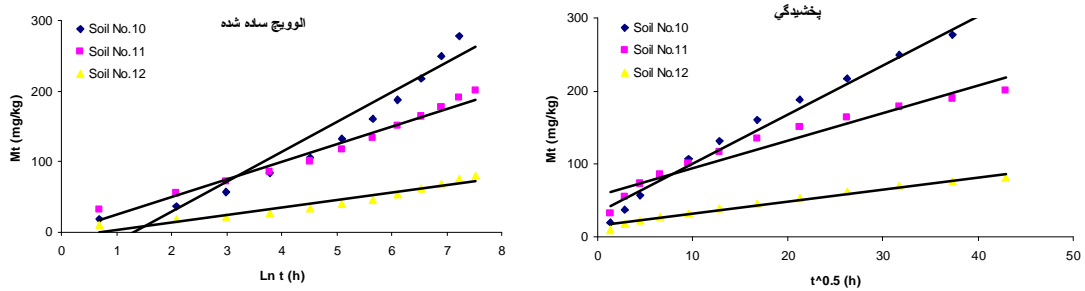 الوويچ ساده شده
300
200
100
0
Mt (mg/kg)
Soil No.10
Soil No.11
Soil No.12
0 1 2 3 4 5 6 7 8
Ln t (h)
پخشيدگي
300
200
100
0
Mt (mg/kg)
Soil No.10
Soil No.11
Soil No.12
0 10 20 30 40 50
t^0.5 (h)